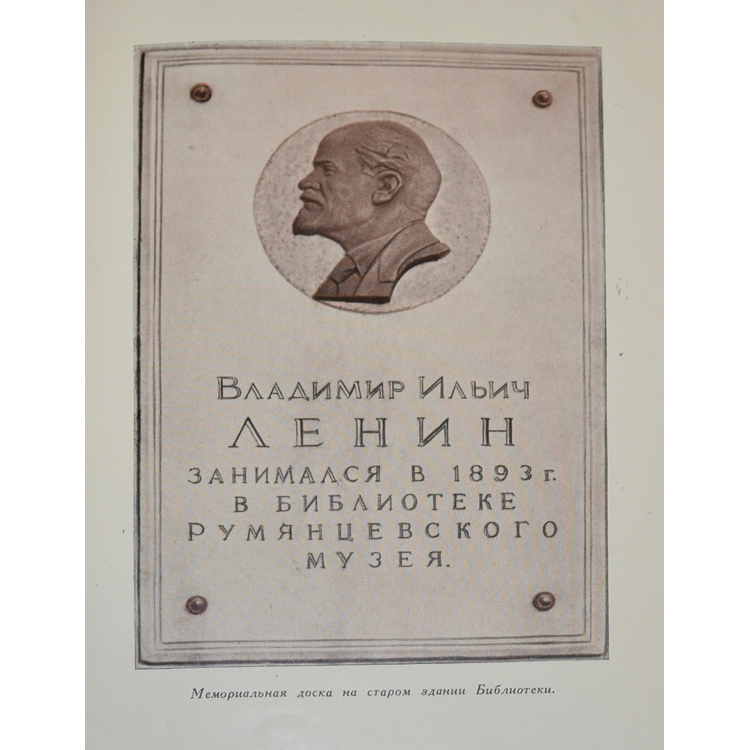 Владимир Ильич
ЛЕНИН
ЗАНИМАЛСЯ В 1893 г.
В БИБЛИОТЕКЕ
РУМЯНЦЕВСКОГО
МУЗЕЯ.
Мемориальная доска на старом здании Библиотеки.